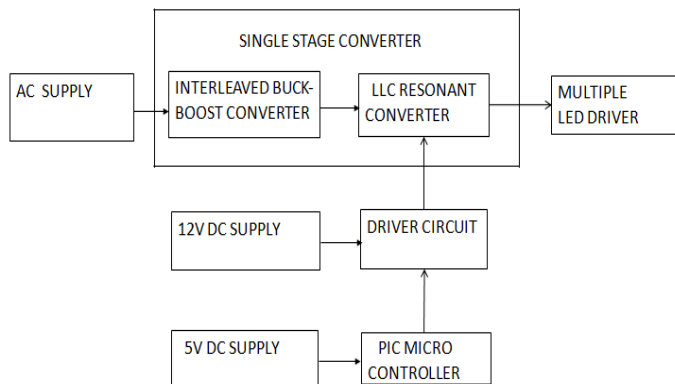 SINGLE STAGE CONVERTER
AC SUPPLY
INTERLEAVED BUCK-
BOOST CONVERTER
LLC RESONANT
CONVERTER
MULTIPLE
LED DRIVER
12V DC SUPPLY
DRIVER CIRCUIT
5V DC SUPPLY
PIC MICRO
CONTROLLER